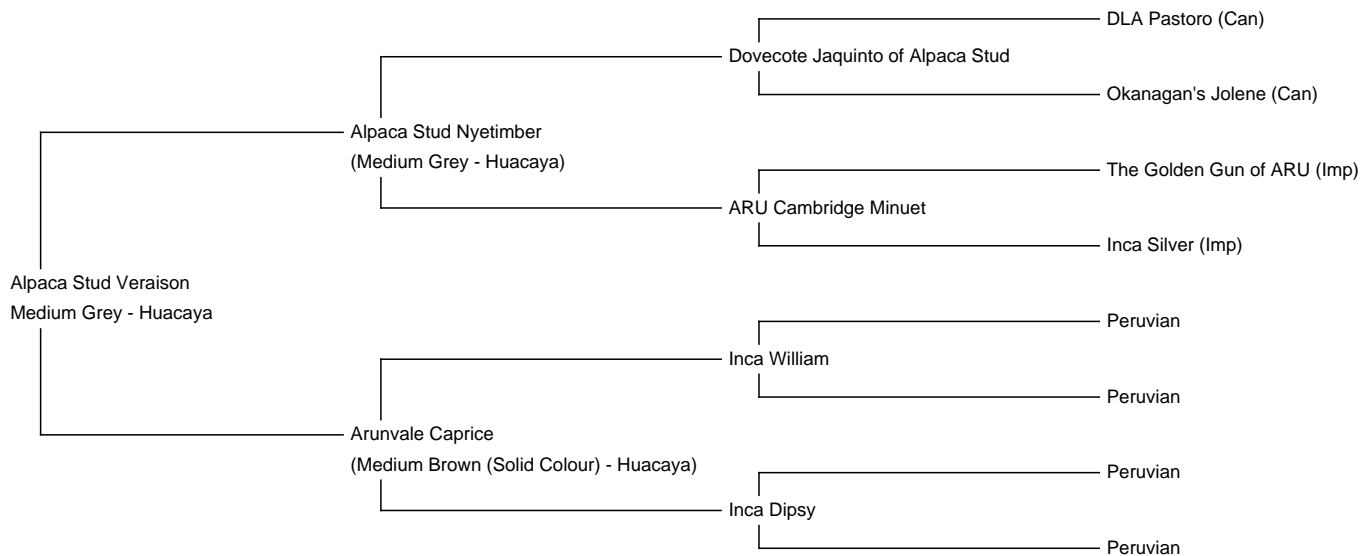 DLA Pastoro (Can)
Dovecote Jaquinto of Alpaca Stud
Okanagan's Jolene (Can)
Alpaca Stud Nyetimber
(Medium Grey - Huacaya)
The Golden Gun of ARU (Imp)
ARU Cambridge Minuet
Inca Silver (Imp)
Alpaca Stud Veraison
Medium Grey - Huacaya
Peruvian
Inca William
Peruvian
Arunvale Caprice
(Medium Brown (Solid Colour) - Huacaya)
Peruvian
Inca Dipsy
Peruvian